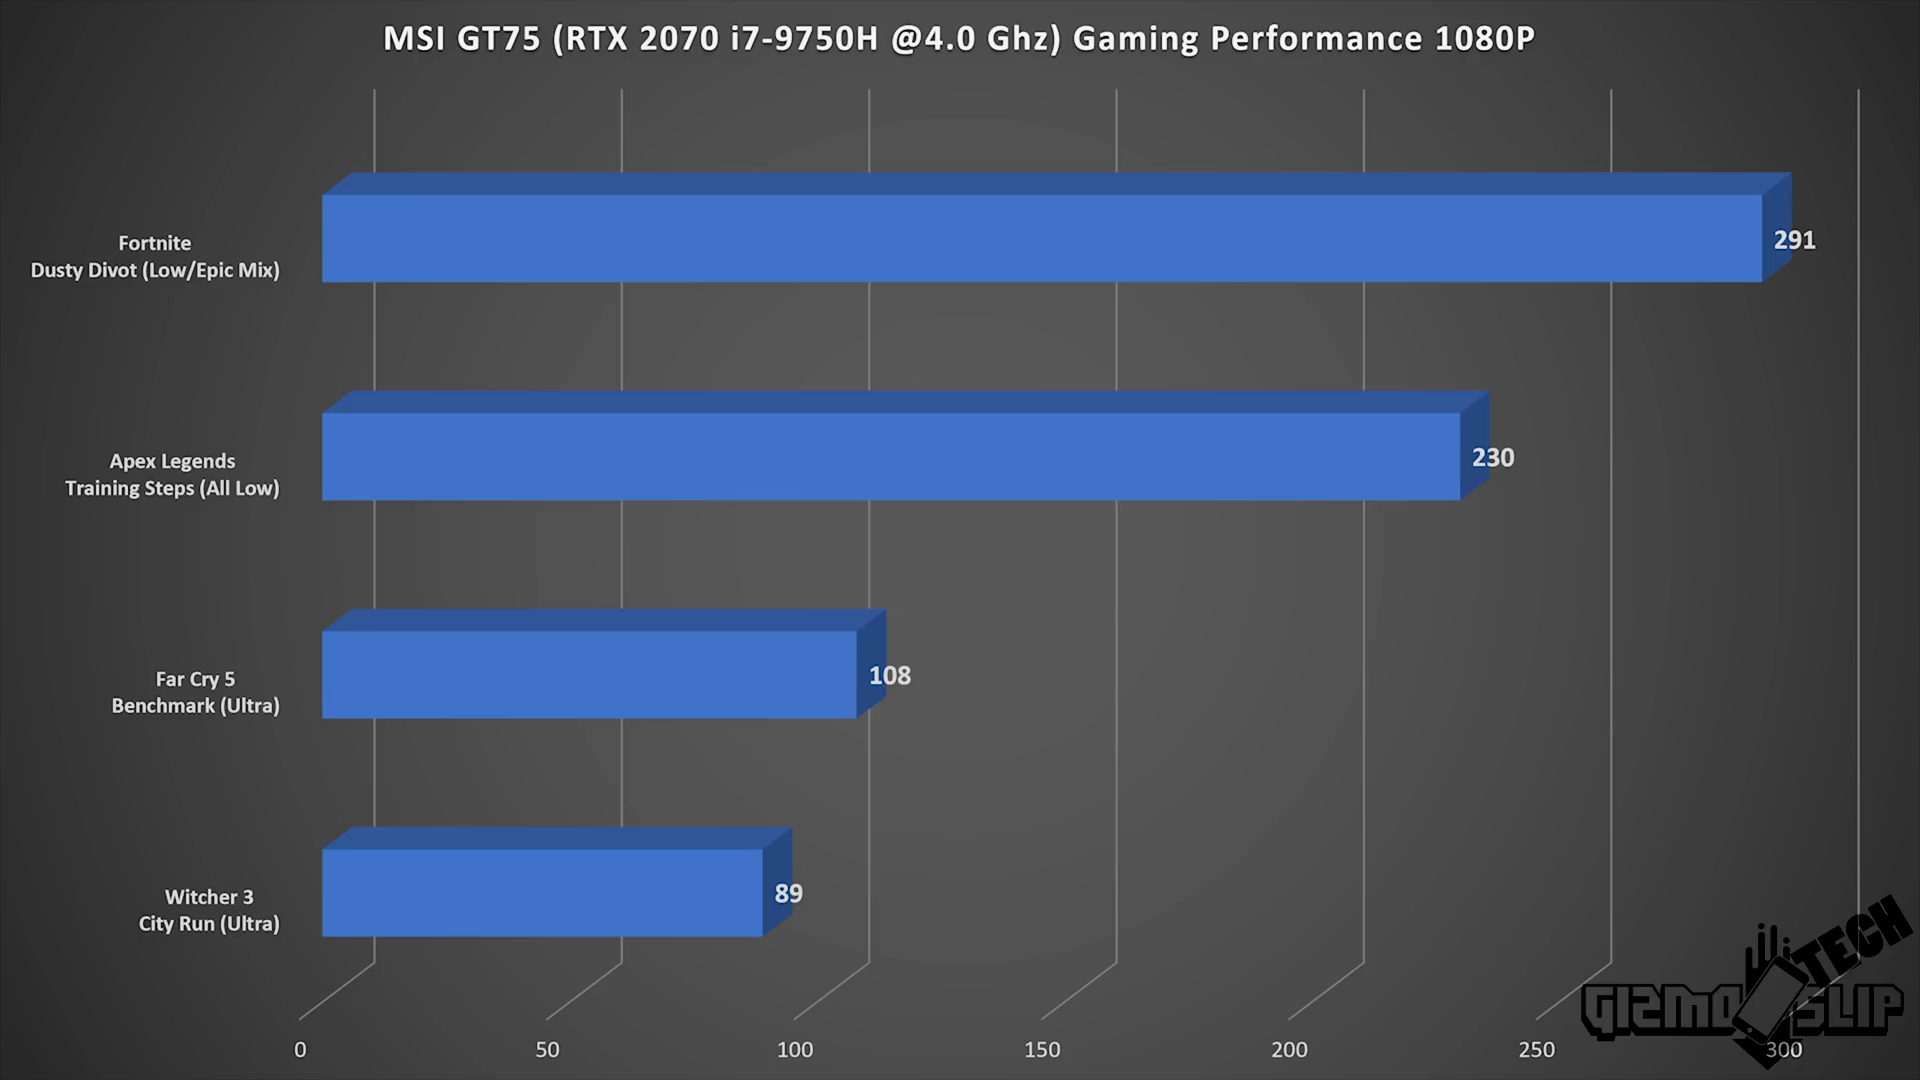 MSI GT75 (RTX 2070 i7-9750H @4.0 Ghz) Gaming Performance 1080P
Fortnite
Dusty Divot (Low/Epic Mix)
291
Apex Legends
Training Steps (All Low)
230
Far Cry 5
Benchmark (Ultra)
108
Witcher 3
City Run (Ultra)
89
0 50 100 150 200 250 300
GIZMO SLIP
TECH